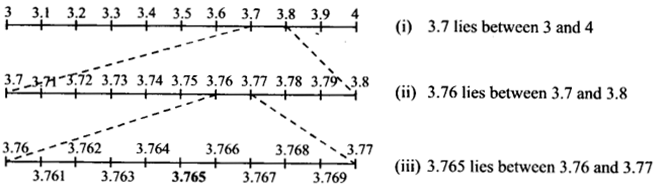 3 3.1 3.2 3.3 3.4 3.5 3.6 3.7 3.8 3.9 4
(i) 3.7 lies between 3 and 4
3.7 3.71 3.72 3.73 3.74 3.75 3.76 3.77 3.78 3.79 3.8
(ii) 3.76 lies between 3.7 and 3.8
3.76 3.762 3.764 3.766 3.768 3.77
3.761 3.763 3.765 3.767 3.769
(iii) 3.765 lies between 3.76 and 3.77